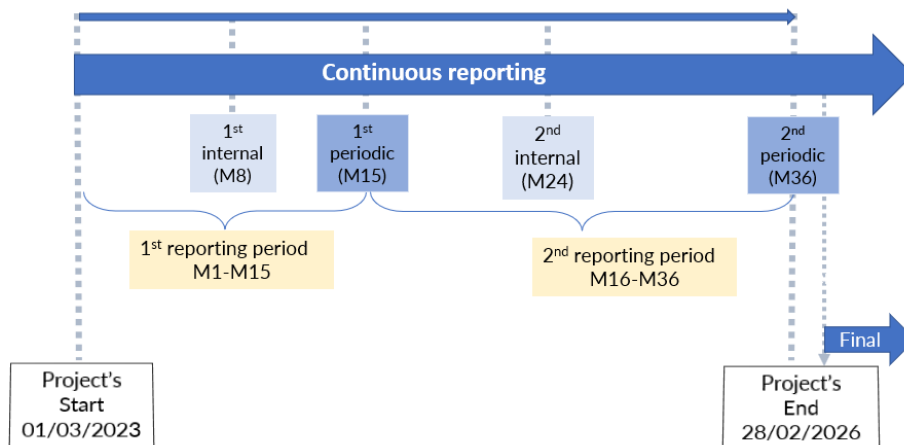 Continuous reporting
1st
internal
(M8)
1st
periodic
(M15)
2nd
internal
(M24)
2nd
periodic
(M36)
1st reporting period
M1-M15
2nd reporting period
M16-M36
Final
Project's
Start
01/03/2023
Project's
End
28/02/2026